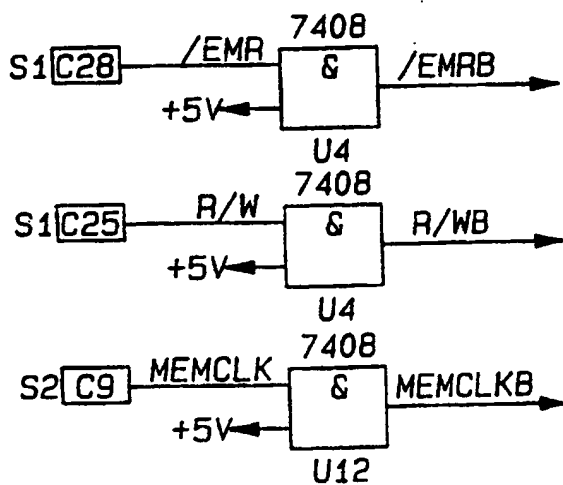 7408
S1 C28 /EMR & /EMRB
+5V
U4
7408
S1 C25 R/W & R/WB
+5V
U4
7408
S2 C9 MEMCLK & MEMCLKB
+5V
U12